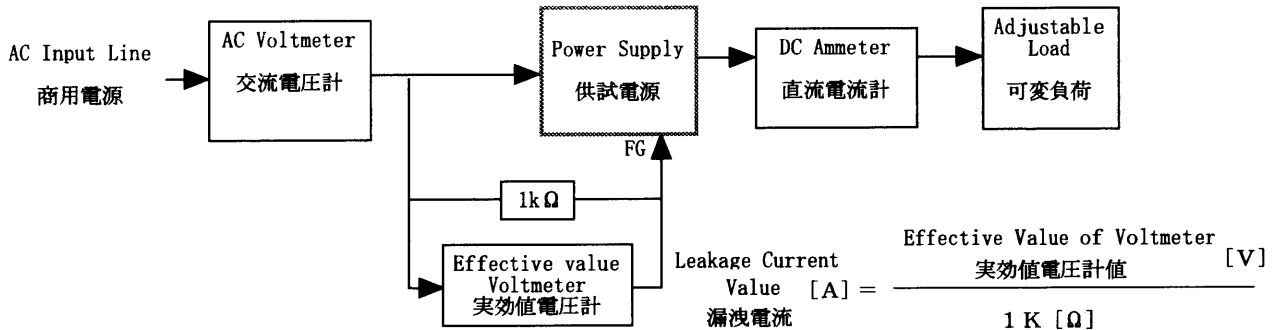 AC Input Line
商用電源
AC Voltmeter
交流電圧計
Power Supply
供試電源
DC Ammeter
直流電流計
Adjustable
Load
可変負荷
FG
1kΩ
Effective value
Voltmeter
実効値電圧計
Leakage Current
Value [A] =
漏洩電流
Effective Value of Voltmeter [V]
実効値電圧計値
1 K [Ω]